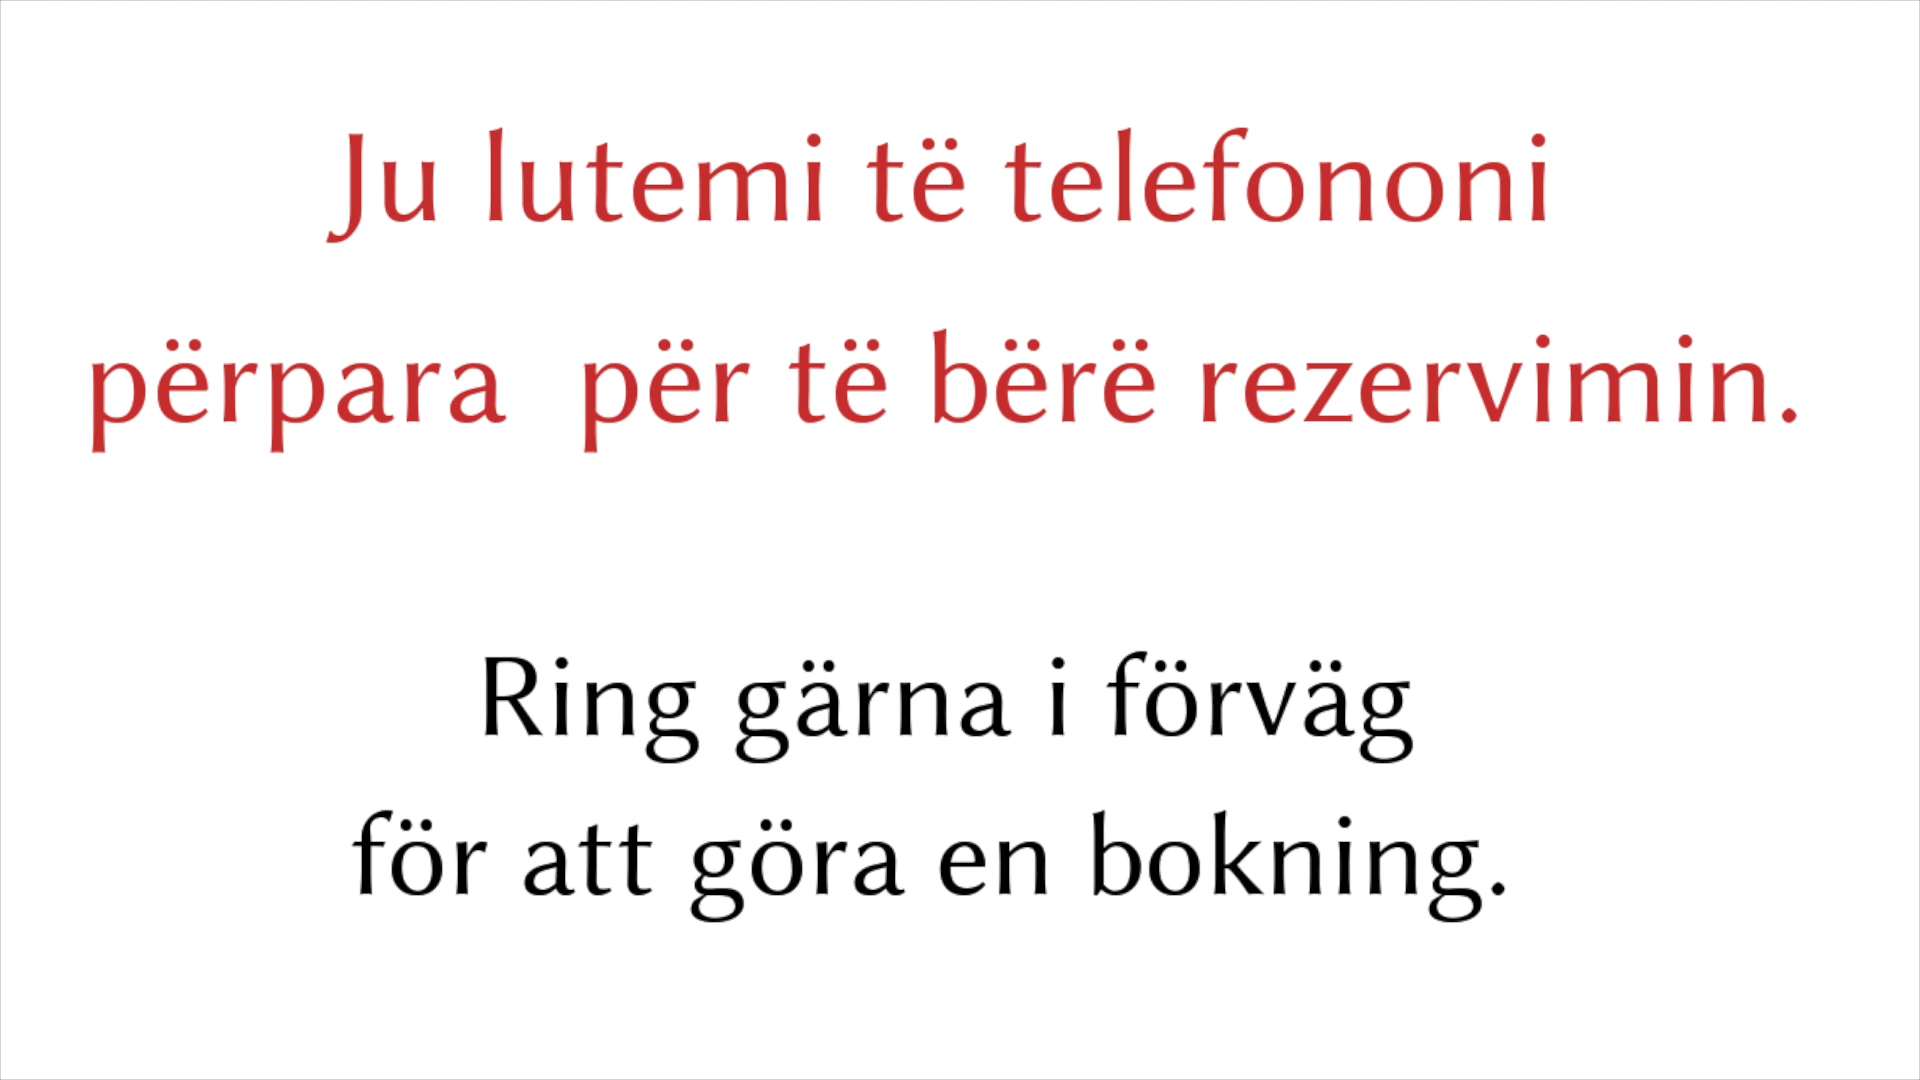 Ju lutemi të telefononi
përpara  për të bërë rezervimin.
Ring gärna i förväg
för att göra en bokning.